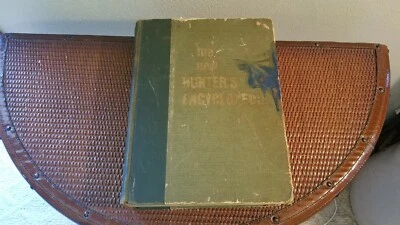 THE
NEW
HUNTER'S
ENCYCLOPEDIA